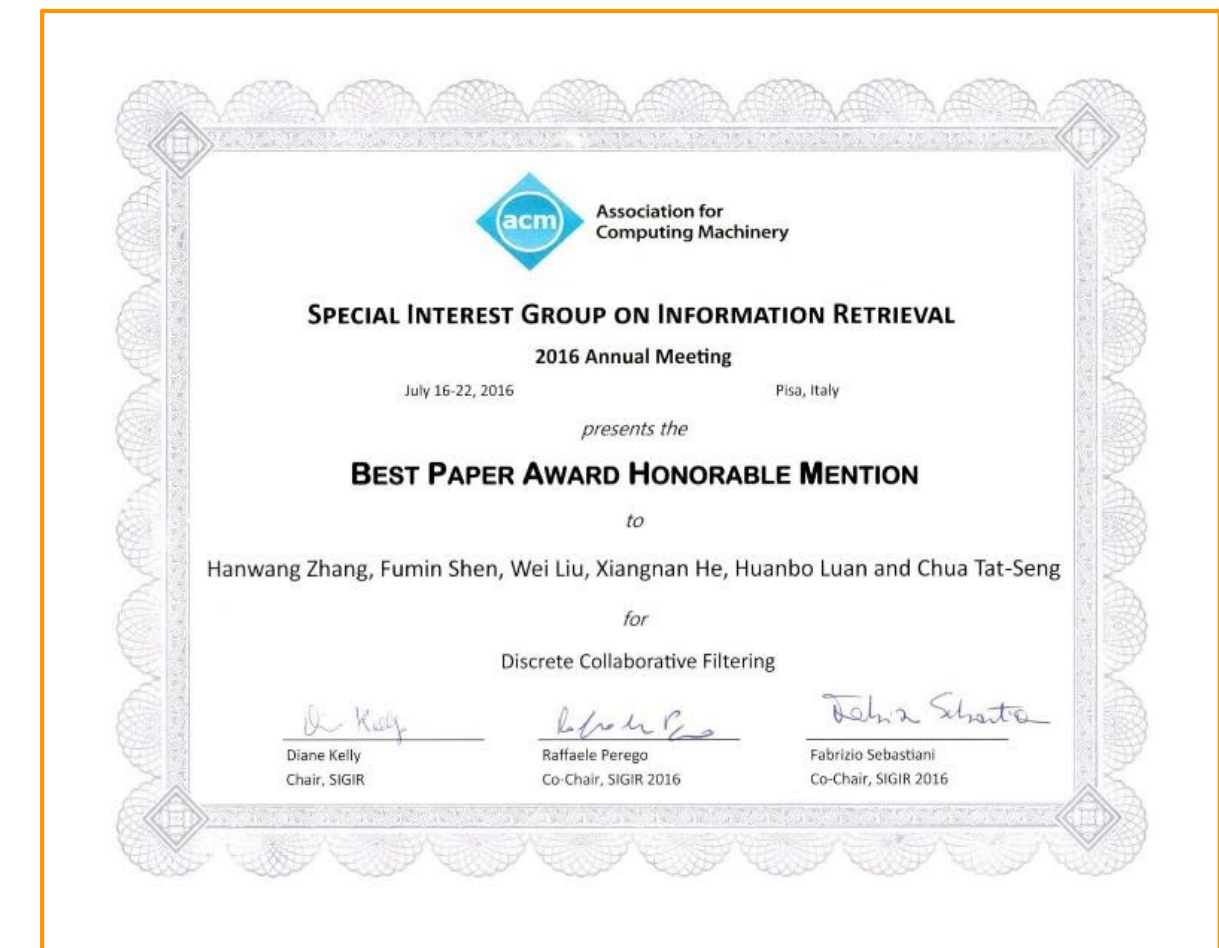 acm
Association for
Computing Machinery
SPECIAL INTEREST GROUP ON INFORMATION RETRIEVAL
2016 Annual Meeting
July 16-22, 2016 Pisa, Italy
presents the
BEST PAPER AWARD HONORABLE MENTION
to
Hanwang Zhang, Fumin Shen, Wei Liu, Xiangnan He, Huanbo Luan and Chua Tat-Seng
for
Discrete Collaborative Filtering
Diane Kelly Raffaele Perego Fabrizio Sebastiani
Chair, SIGIR Co-Chair, SIGIR 2016 Co-Chair, SIGIR 2016